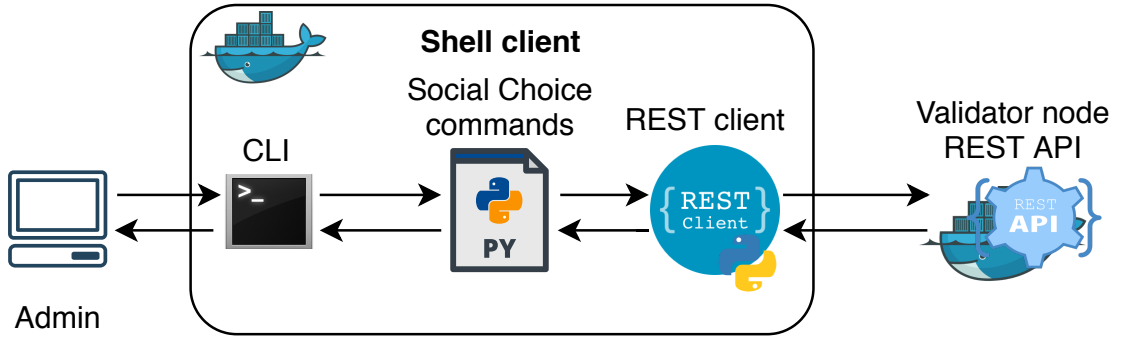 Shell client
Social Choice
commands
REST client
Validator node
REST API
CLI
>_
{ REST }
Client
REST
{ API }
PY
Admin